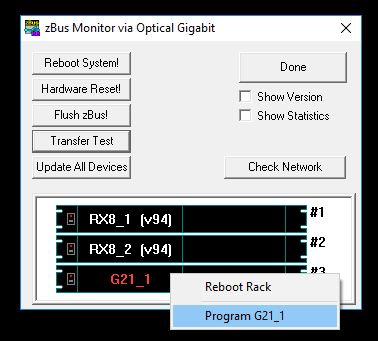 zBus Monitor via Optical Gigabit
Reboot System!
Hardware Reset!
Flush zBus!
Transfer Test
Update All Devices
Done
Show Version
Show Statistics
Check Network
RX8_1 (v94) #1
RX8_2 (v94) #2
G21_1 #3
Reboot Rack
Program G21_1